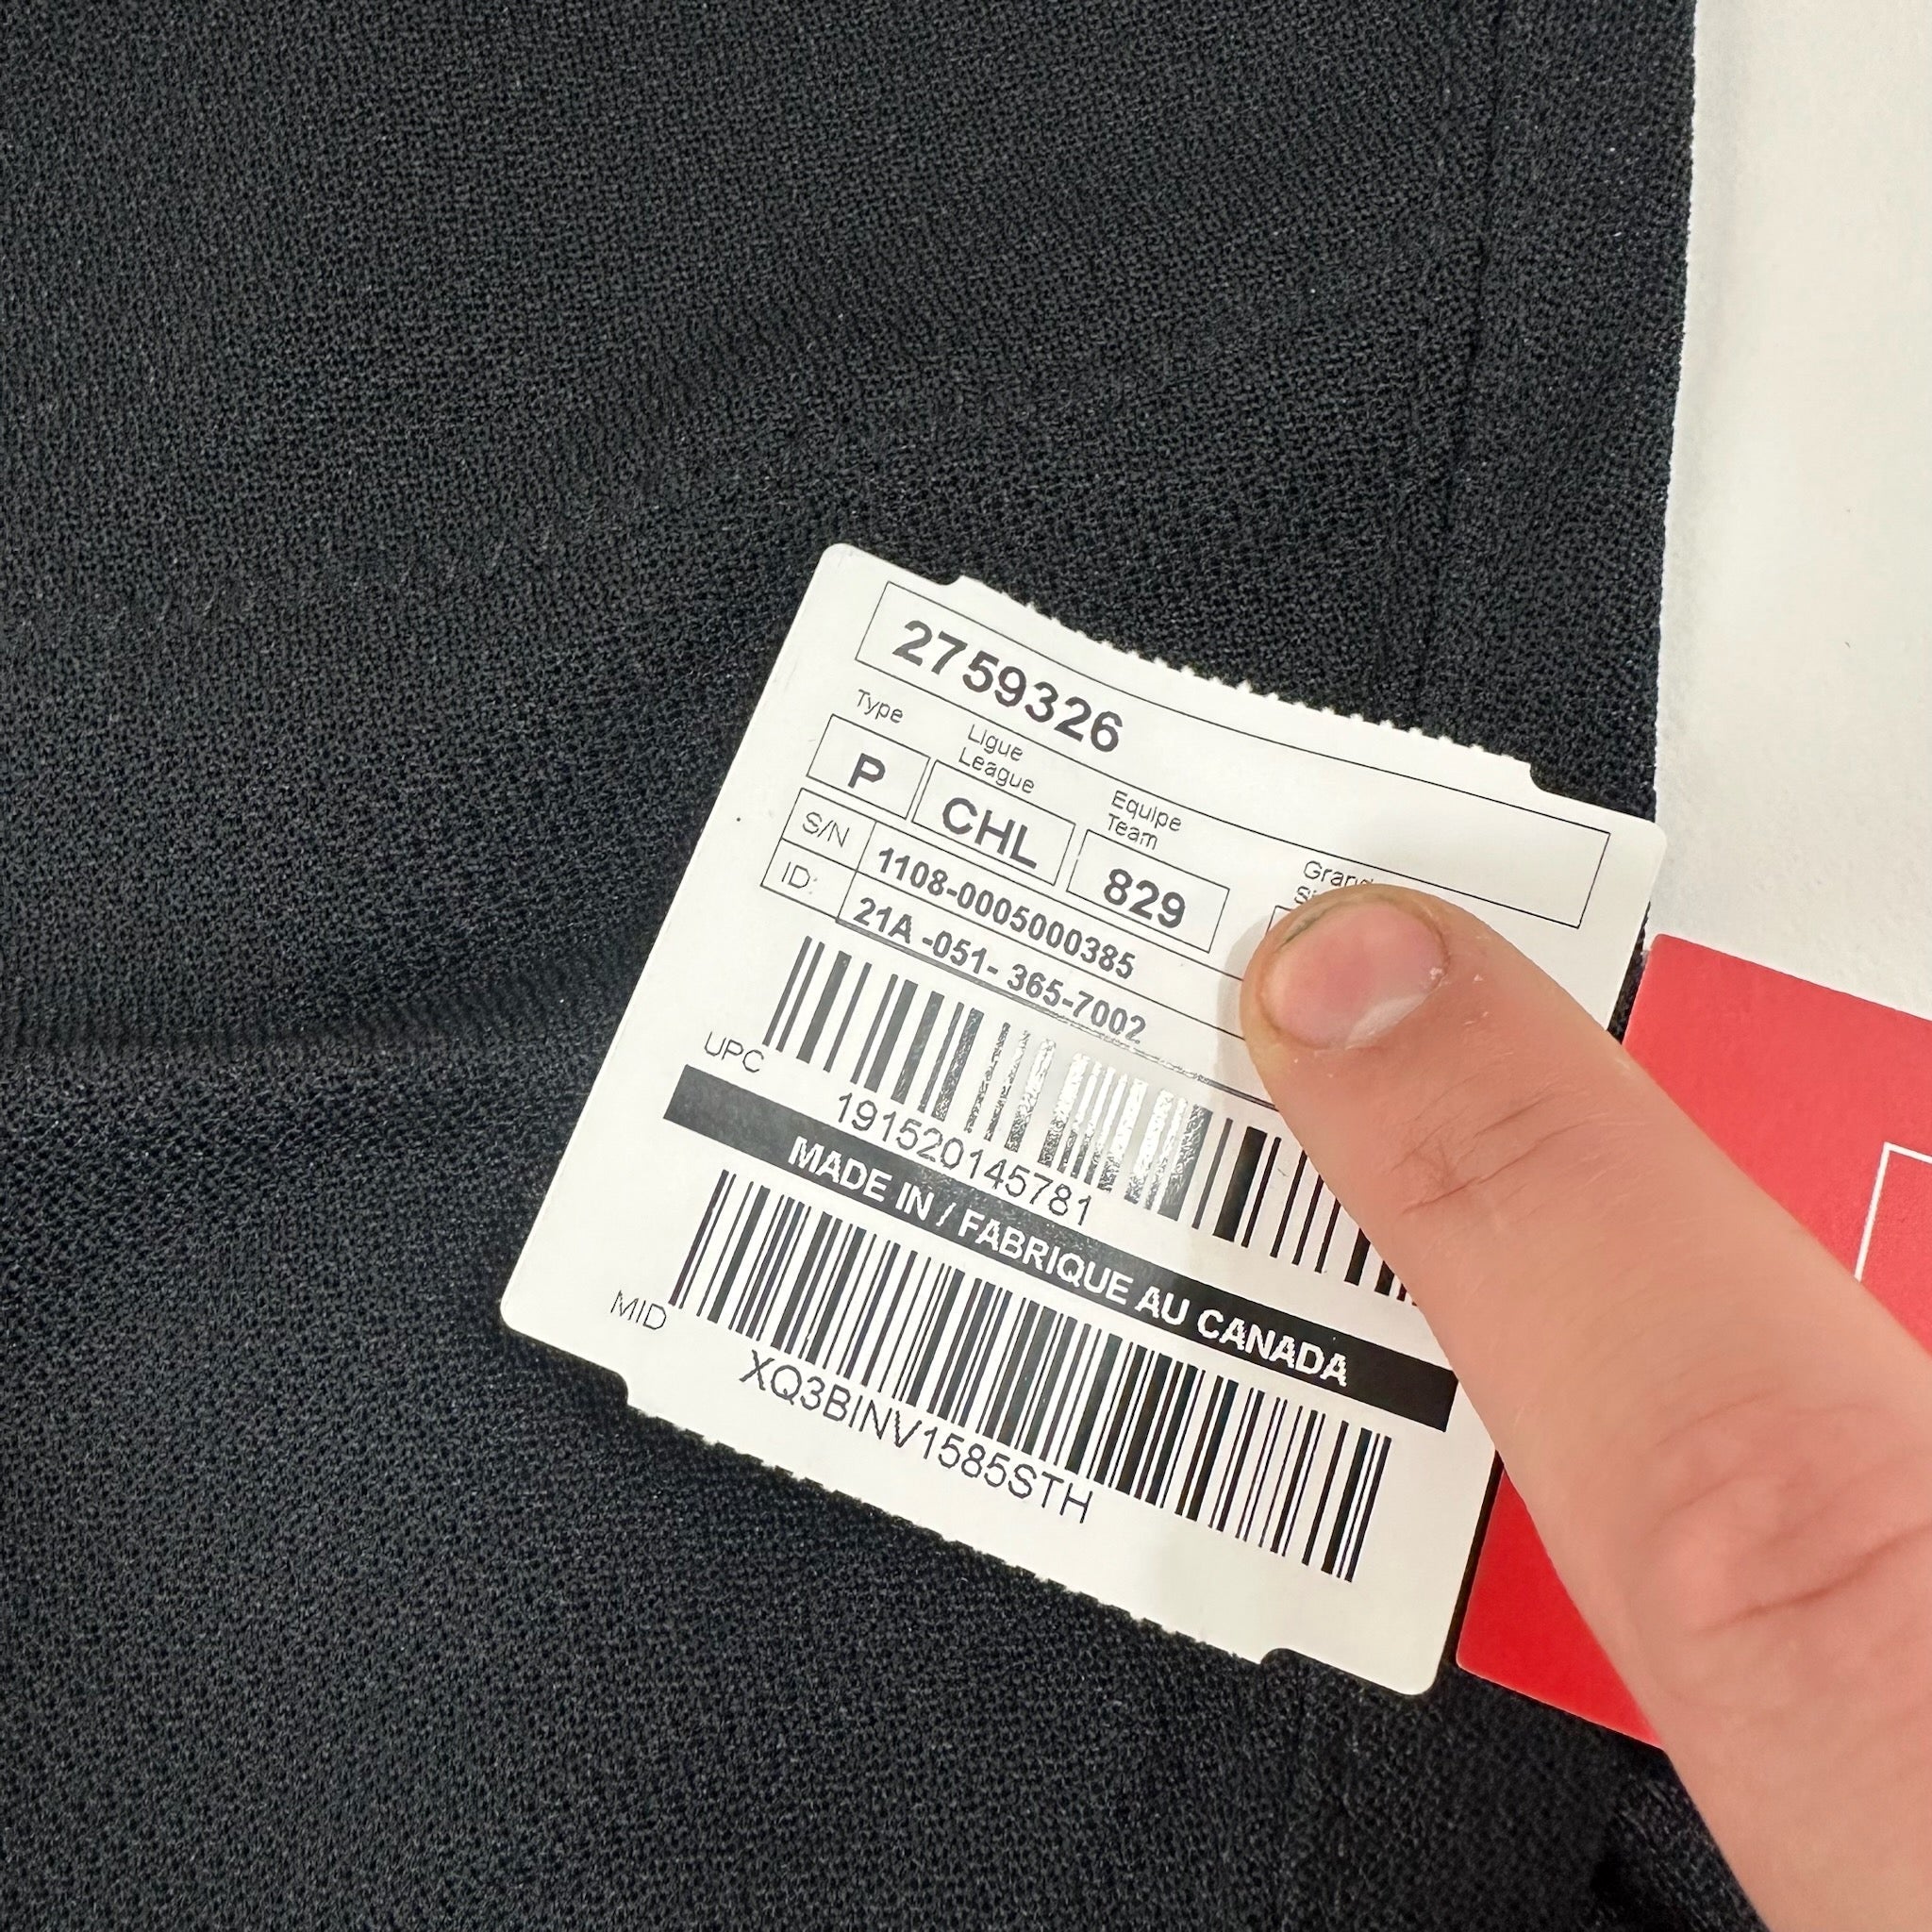 2759326
Type
Ligue
League
Equipe
Team
P
CHL
829
S/N
1108-0005000385
ID:
21A -051- 365-7002
UPC
191520145781
MADE IN / FABRIQUE AU CANADA
MID
XQ3BINV1585STH